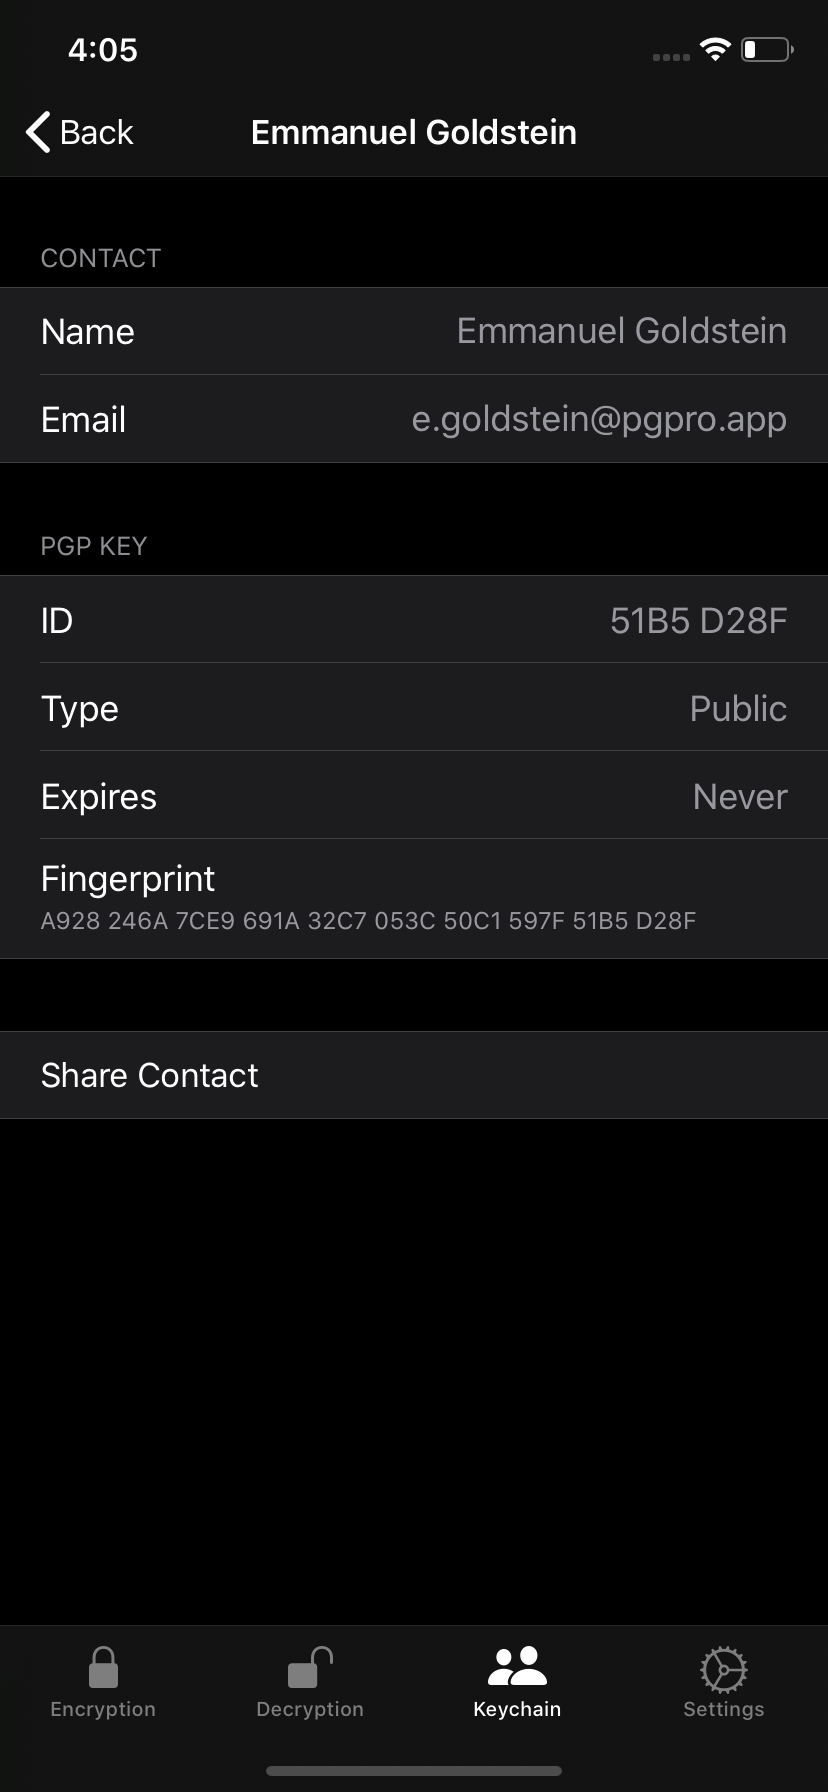 4:05
Back
Emmanuel Goldstein
CONTACT
Name Emmanuel Goldstein
Email e.goldstein@pgpro.app
PGP KEY
ID 51B5 D28F
Type Public
Expires Never
Fingerprint
A928 246A 7CE9 691A 32C7 053C 50C1 597F 51B5 D28F
Share Contact
Encryption Decryption Keychain Settings